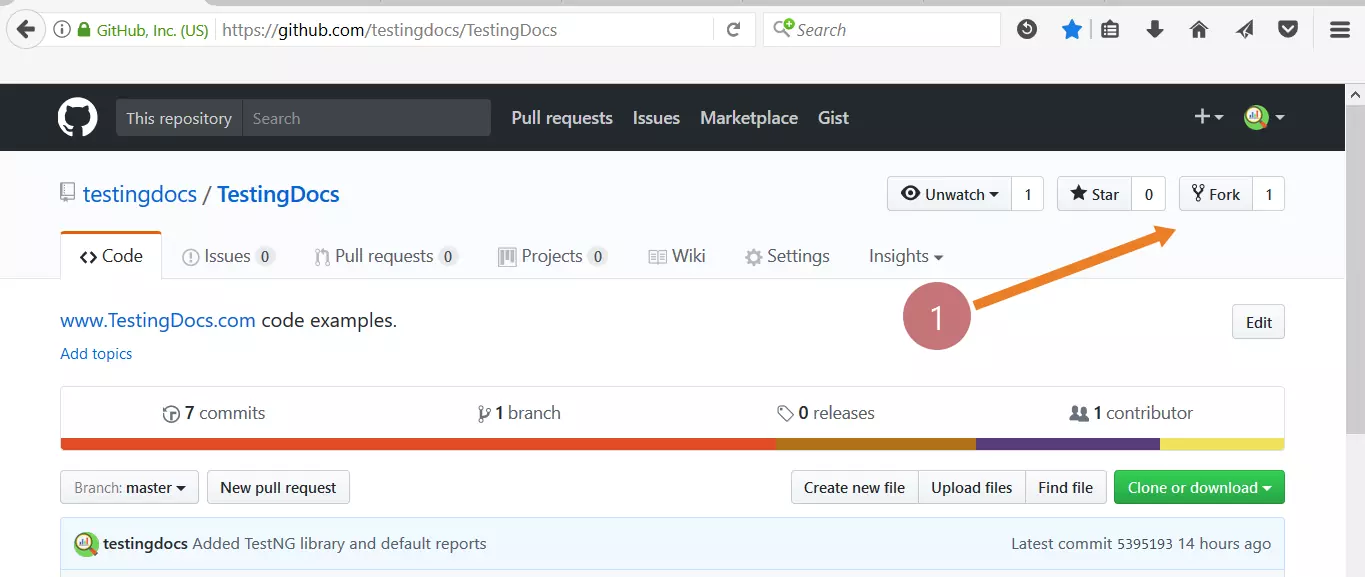 GitHub, Inc. (US) https://github.com/testingdocs/TestingDocs Search
This repository Search Pull requests Issues Marketplace Gist
testingdocs / TestingDocs Unwatch 1 Star 0 Fork 1
Code Issues 0 Pull requests 0 Projects 0 Wiki Settings Insights
1
www.TestingDocs.com code examples. Edit
Add topics
7 commits 1 branch 0 releases 1 contributor
Branch: master New pull request Create new file Upload files Find file Clone or download
testingdocs Added TestNG library and default reports Latest commit 5395193 14 hours ago